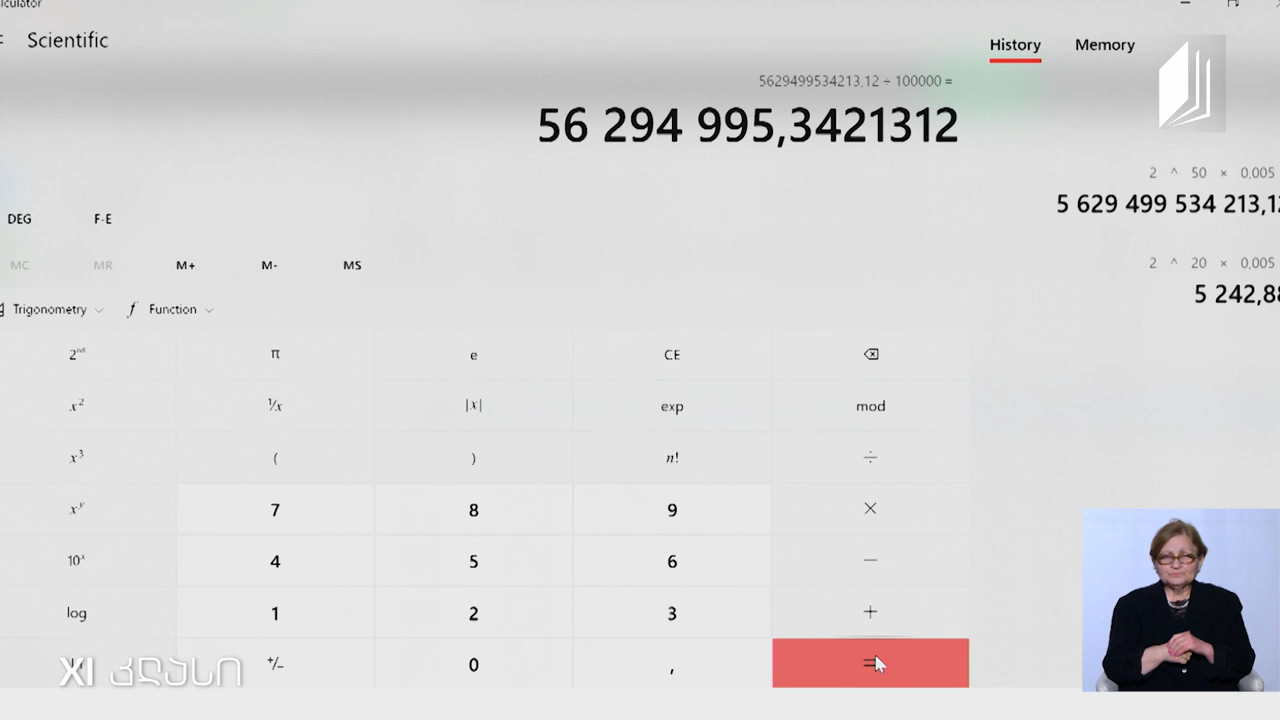 Scientific
History Memory
5629499534213,12 ÷ 100000 =
56 294 995,3421312
2 ^ 50 × 0,005
5 629 499 534 213,12
2 ^ 20 × 0,005
5 242,88
DEG F-E
MC MR M+ M- MS
Trigonometry f Function
2nd π e CE
x² ¹/x |x| exp mod
x³ ( ) n! ÷
xʸ 7 8 9 ×
10ˣ 4 5 6 −
log 1 2 3 +
+/− 0 , =
XI კლასი